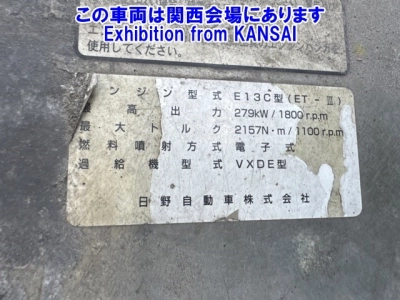 この車両は関西会場にあります
Exhibition from KANSAI
使用してください。
ンジン型式 E13C型(ET-Ⅲ)
高出力 279kW/1800r.p.m
最大トルク 2157N・m/1100r.p.m
燃料噴射方式 電子式
過給機型式 VXDE型
日野自動車株式会社